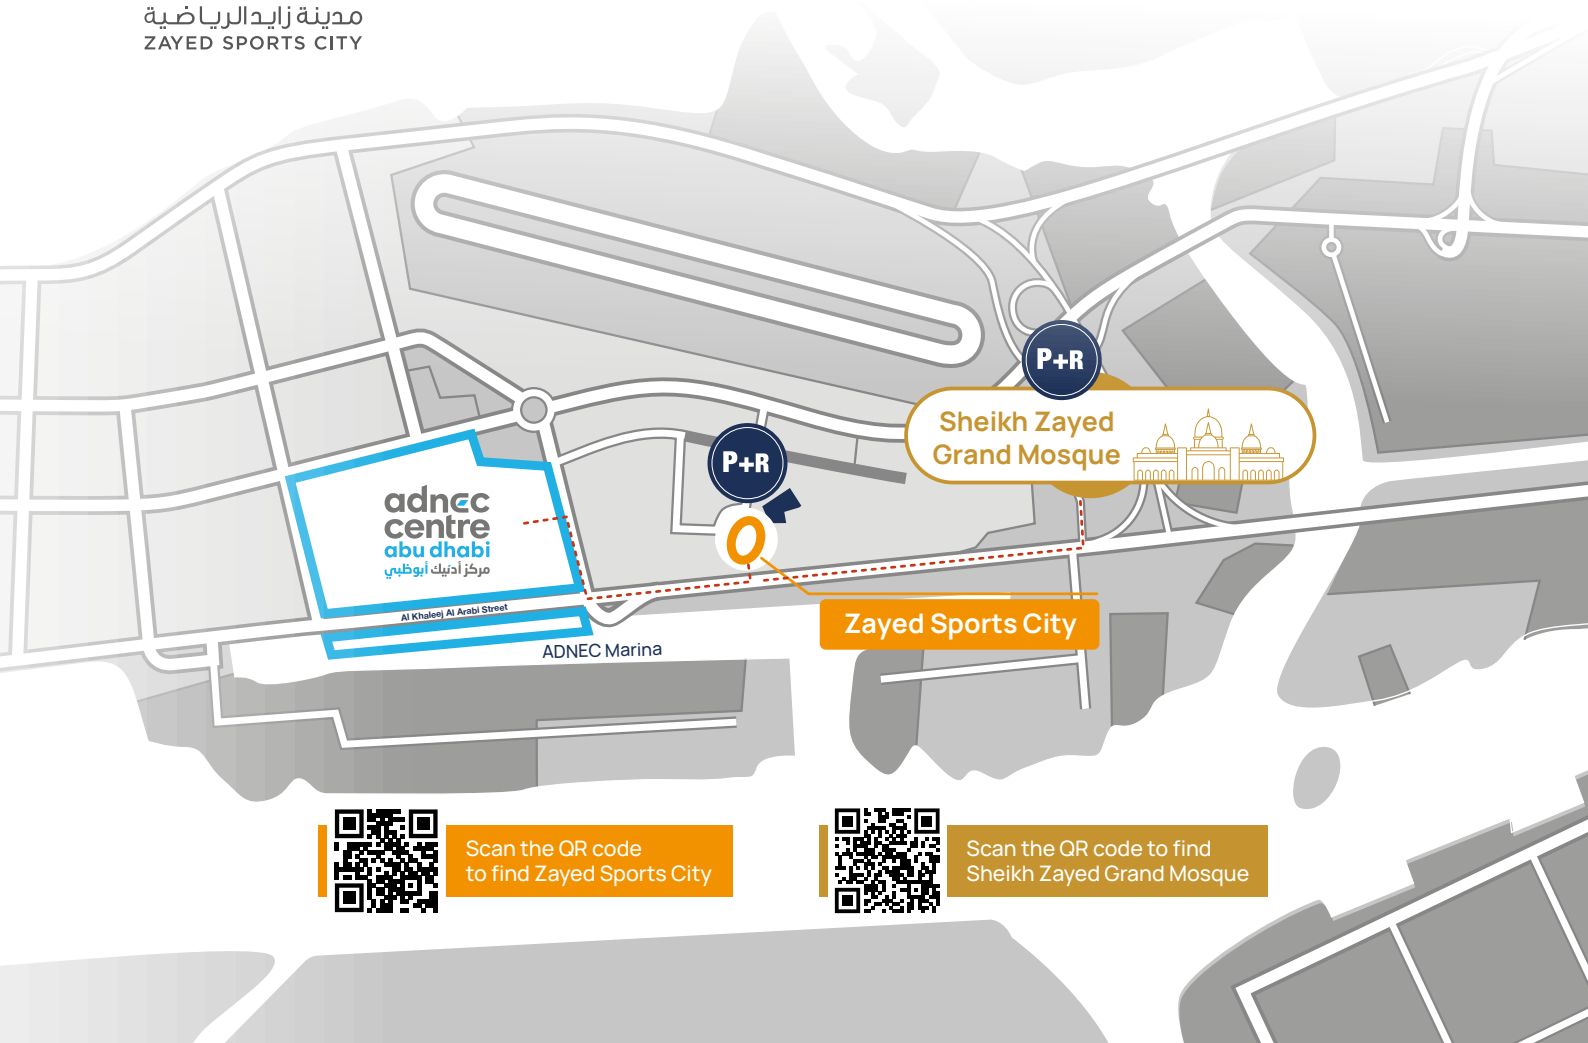 مدينة زايد الرياضية
ZAYED SPORTS CITY
P+R
Sheikh Zayed
Grand Mosque
P+R
adnec
centre
abu dhabi
مركز أدنيك أبوظبي
Al Khaleej Al Arabi Street
Zayed Sports City
ADNEC Marina
Scan the QR code
to find Zayed Sports City
Scan the QR code to find
Sheikh Zayed Grand Mosque